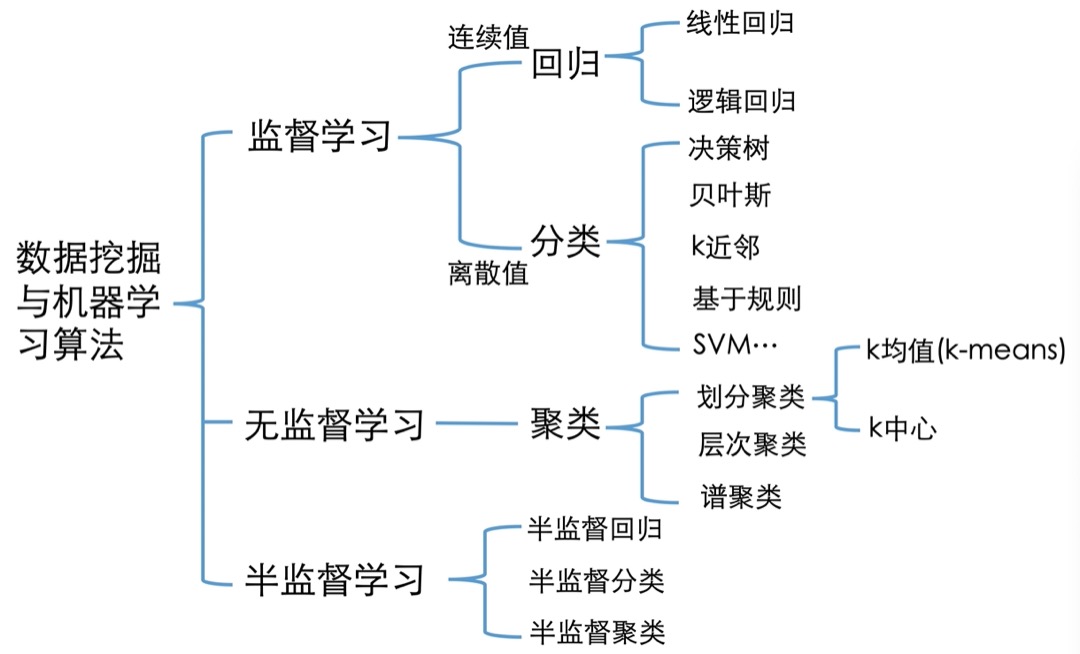 数据挖掘
与机器学
习算法
监督学习
连续值
回归
线性回归
逻辑回归
离散值
分类
决策树
贝叶斯
k近邻
基于规则
SVM…
无监督学习
聚类
划分聚类
k均值(k-means)
k中心
层次聚类
谱聚类
半监督学习
半监督回归
半监督分类
半监督聚类